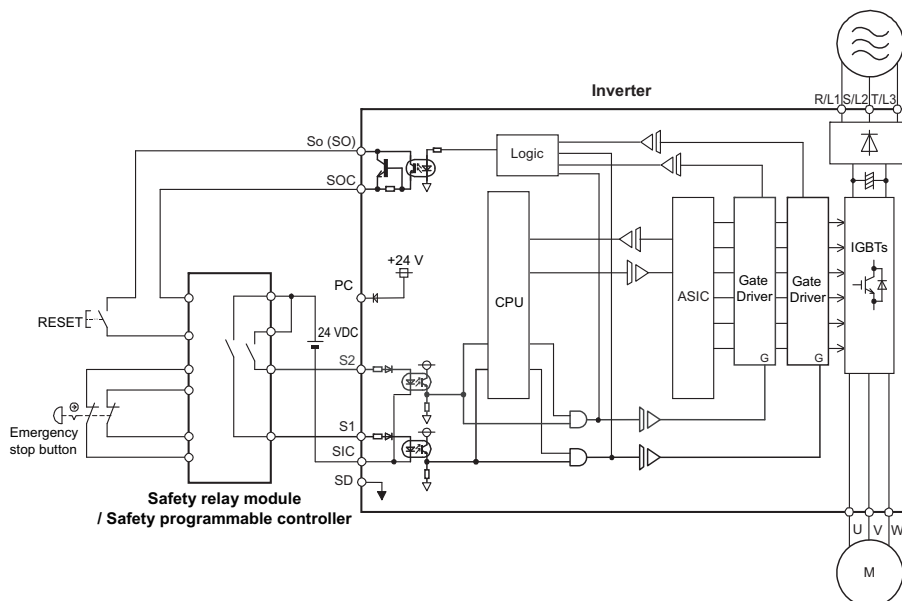 Inverter
R/L1 S/L2 T/L3
So (SO)
SOC
Logic
+24 V
PC
CPU
ASIC
Gate
Driver
Gate
Driver
IGBTs
RESET
24 VDC
S2
G
G
Emergency
stop button
S1
SIC
SD
Safety relay module
/ Safety programmable controller
U V W
M